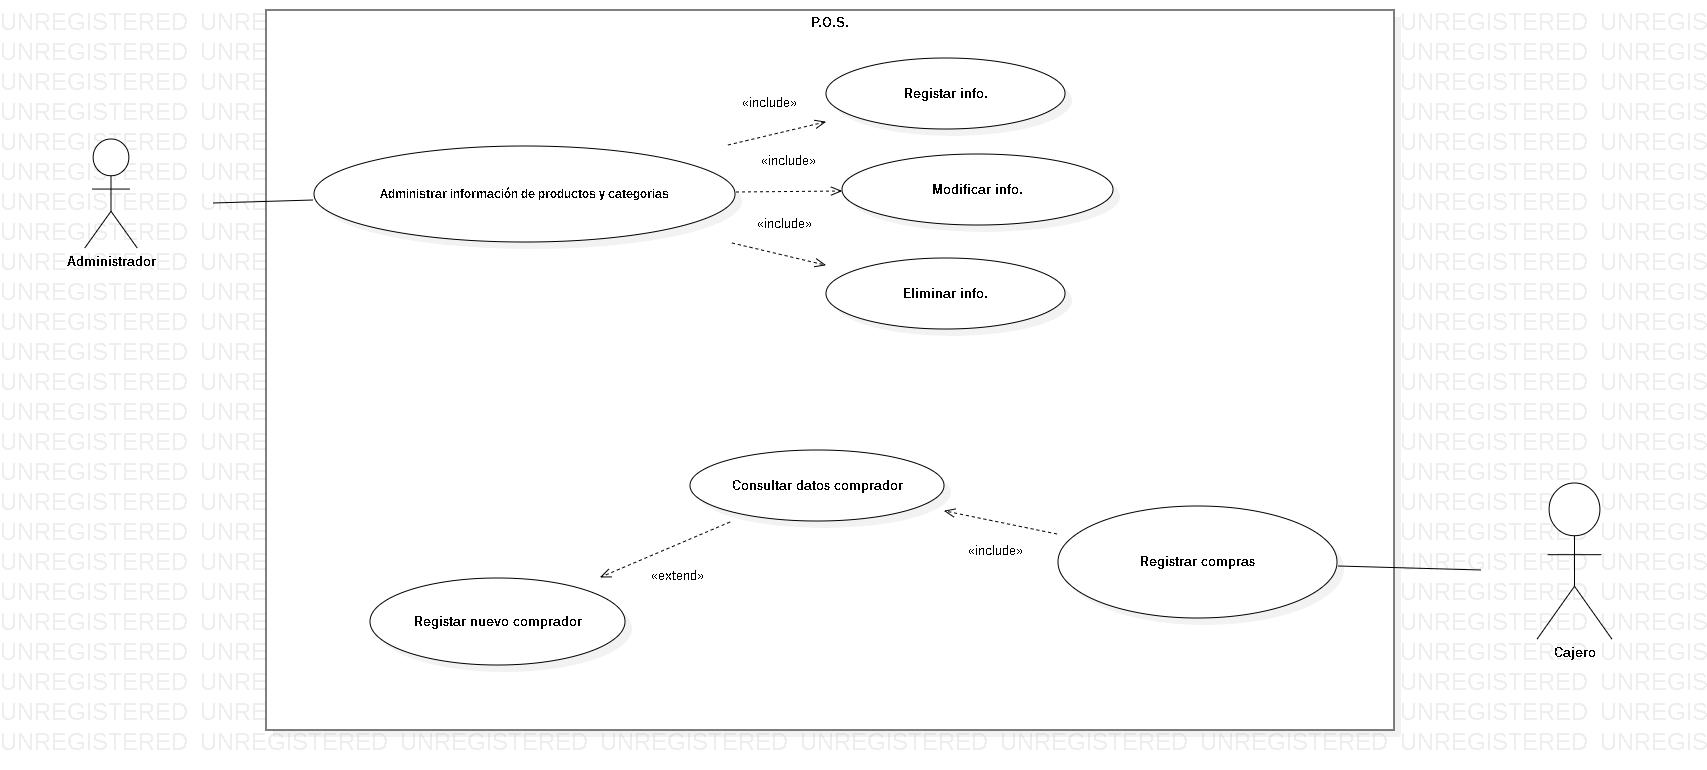 P.O.S.
«include»
Registar info.
«include»
Administrar información de productos y categorias
Modificar info.
«include»
Administrador
Eliminar info.
Consultar datos comprador
«include»
Registrar compras
«extend»
Registar nuevo comprador
Cajero
UNREGISTERED UNREGISTERED UNREGISTERED UNREGISTERED UNREGISTERED UNREGISTERED UNREGISTERED UNREGISTERED UNREGIS